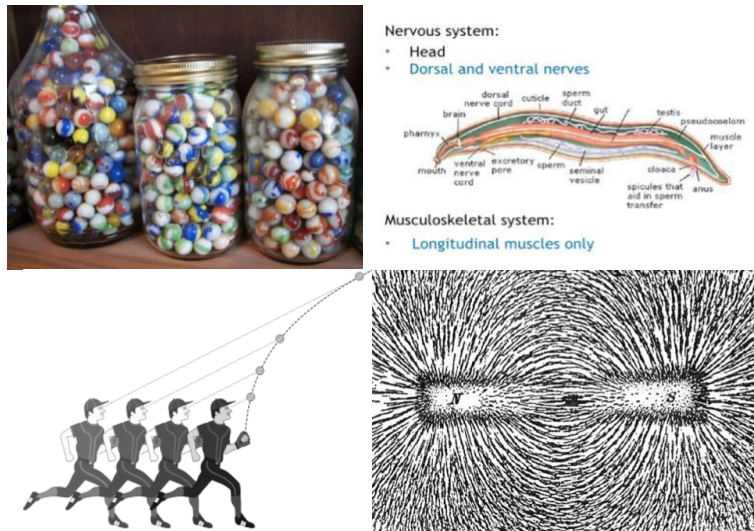 Nervous system:
• Head
• Dorsal and ventral nerves
dorsal
nerve cord
cuticle
sperm
duct
gut
testis
pseudocoelom
muscle
layer
brain
pharnyx
mouth
ventral
nerve
cord
excretory
pore
sperm
seminal
vesicle
cloaca
anus
spicules that
aid in sperm
transfer
Musculoskeletal system:
• Longitudinal muscles only
N
S